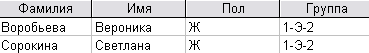 Фамилия Имя Пол Группа
Воробьева Вероника Ж 1-Э-2
Сорокина Светлана Ж 1-Э-2